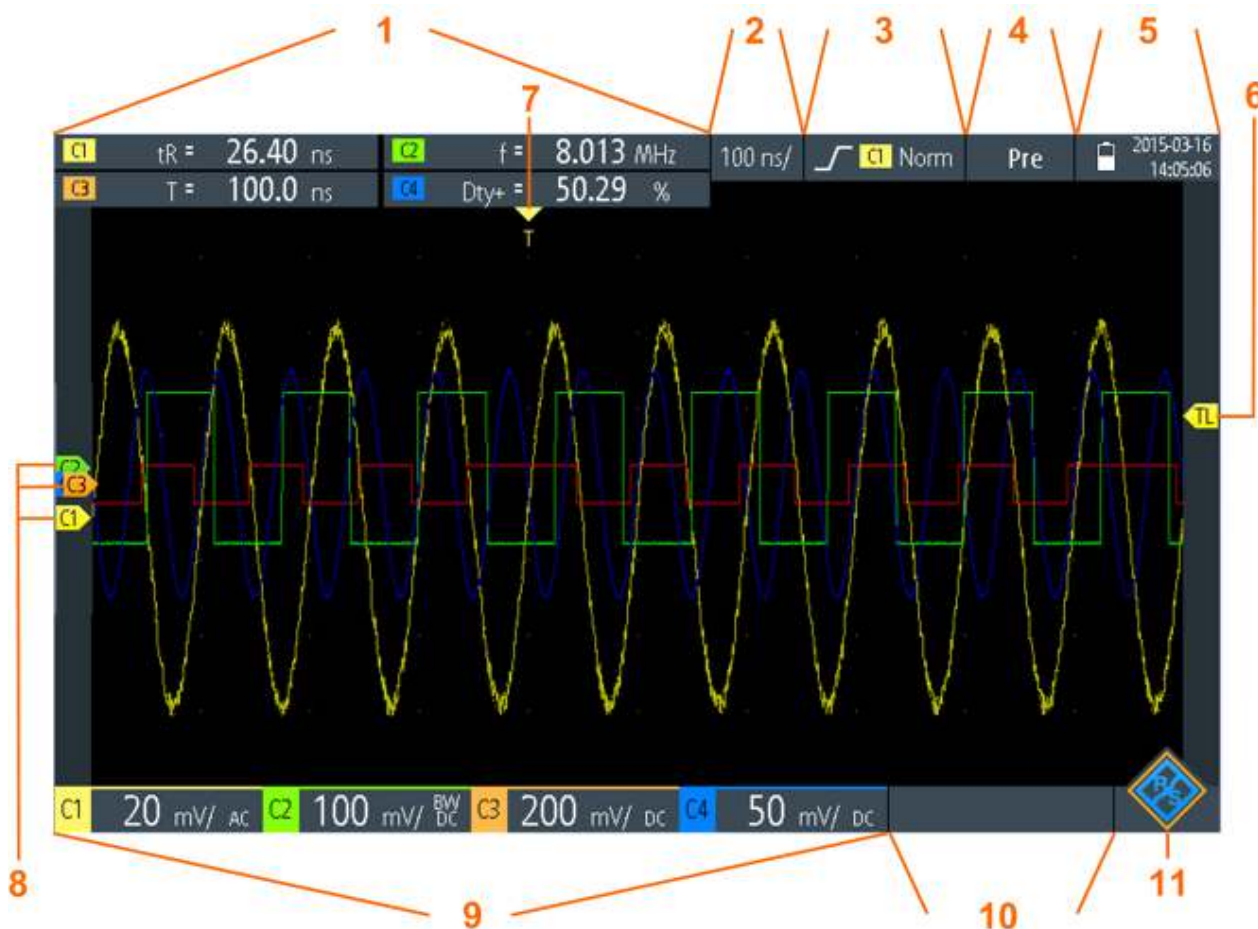 1
2
3
4
5
7
6
C1 tR = 26.40 ns
C2 f = 8.013 MHz
100 ns/
C1 Norm
Pre
2015-03-16
14:05:06
C3 T = 100.0 ns
C4 Dty+ = 50.29 %
T
TL
C2
C3
C1
8
C1 20 mV/ AC
C2 100 mV/ BW DC
C3 200 mV/ DC
C4 50 mV/ DC
R S
9
10
11